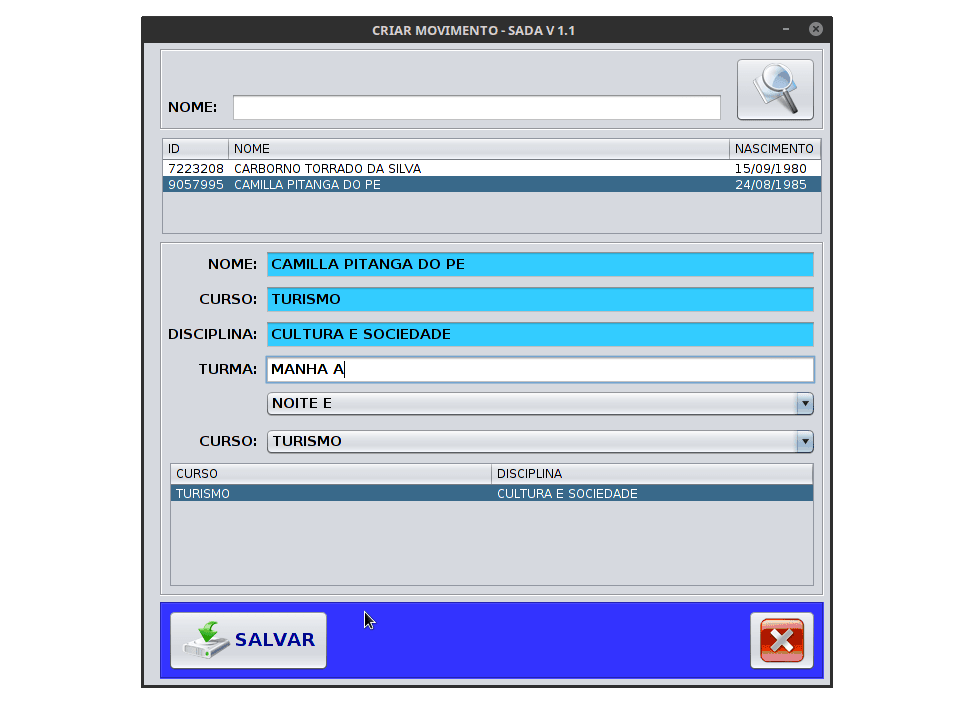 CRIAR MOVIMENTO - SADA V 1.1
NOME:
ID NOME NASCIMENTO
7223208 CARBORNO TORRADO DA SILVA 15/09/1980
9057995 CAMILLA PITANGA DO PE 24/08/1985
NOME: CAMILLA PITANGA DO PE
CURSO: TURISMO
DISCIPLINA: CULTURA E SOCIEDADE
TURMA: MANHA A
NOITE E
CURSO: TURISMO
CURSO DISCIPLINA
TURISMO CULTURA E SOCIEDADE
SALVAR